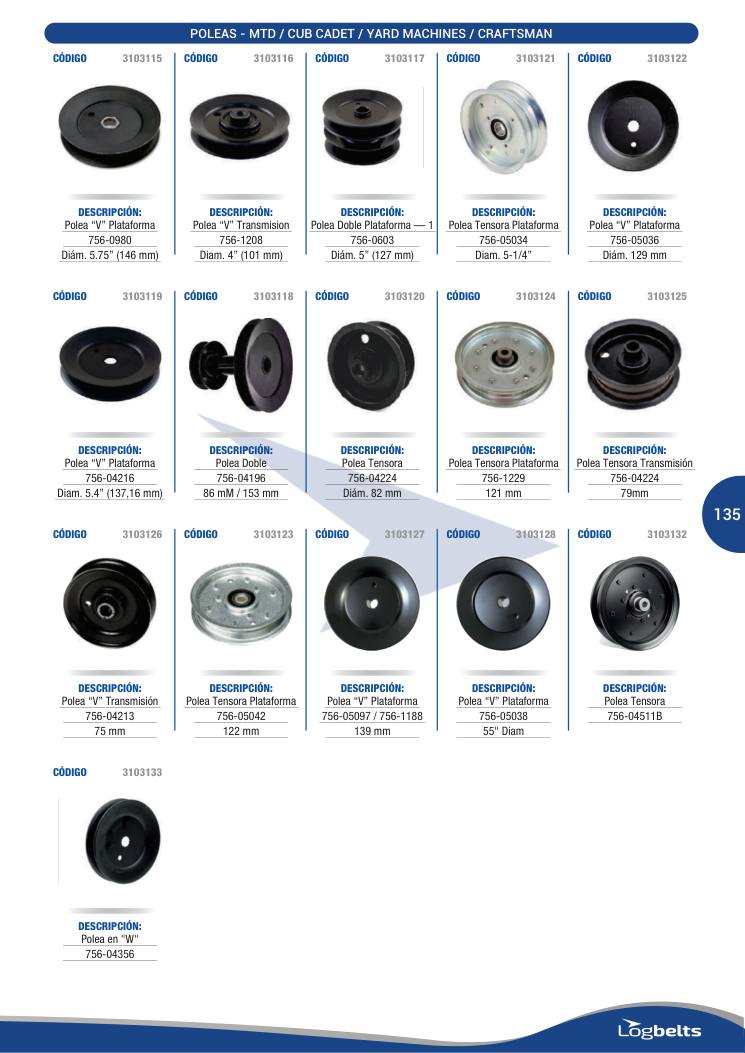 POLEAS - MTD / CUB CADET / YARD MACHINES / CRAFTSMAN
CÓDIGO 3103115
DESCRIPCIÓN:
Polea “V” Plataforma
756-0980
Diám. 5.75” (146 mm)
CÓDIGO 3103116
DESCRIPCIÓN:
Polea “V” Transmision
756-1208
Diam. 4” (101 mm)
CÓDIGO 3103117
DESCRIPCIÓN:
Polea Doble Plataforma — 1
756-0603
Diám. 5” (127 mm)
CÓDIGO 3103121
DESCRIPCIÓN:
Polea Tensora Plataforma
756-05034
Diam. 5-1/4”
CÓDIGO 3103122
DESCRIPCIÓN:
Polea “V” Plataforma
756-05036
Diám. 129 mm
CÓDIGO 3103119
DESCRIPCIÓN:
Polea “V” Plataforma
756-04216
Diam. 5.4” (137,16 mm)
CÓDIGO 3103118
DESCRIPCIÓN:
Polea Doble
756-04196
86 mM / 153 mm
CÓDIGO 3103120
DESCRIPCIÓN:
Polea Tensora
756-04224
Diám. 82 mm
CÓDIGO 3103124
DESCRIPCIÓN:
Polea Tensora Plataforma
756-1229
121 mm
CÓDIGO 3103125
DESCRIPCIÓN:
Polea Tensora Transmisión
756-04224
79mm
135
CÓDIGO 3103126
DESCRIPCIÓN:
Polea “V” Transmisión
756-04213
75 mm
CÓDIGO 3103123
DESCRIPCIÓN:
Polea Tensora Plataforma
756-05042
122 mm
CÓDIGO 3103127
DESCRIPCIÓN:
Polea “V” Plataforma
756-05097 / 756-1188
139 mm
CÓDIGO 3103128
DESCRIPCIÓN:
Polea “V” Plataforma
756-05038
55" Diam
CÓDIGO 3103132
DESCRIPCIÓN:
Polea Tensora
756-04511B
CÓDIGO 3103133
DESCRIPCIÓN:
Polea en "W"
756-04356
Logbelts